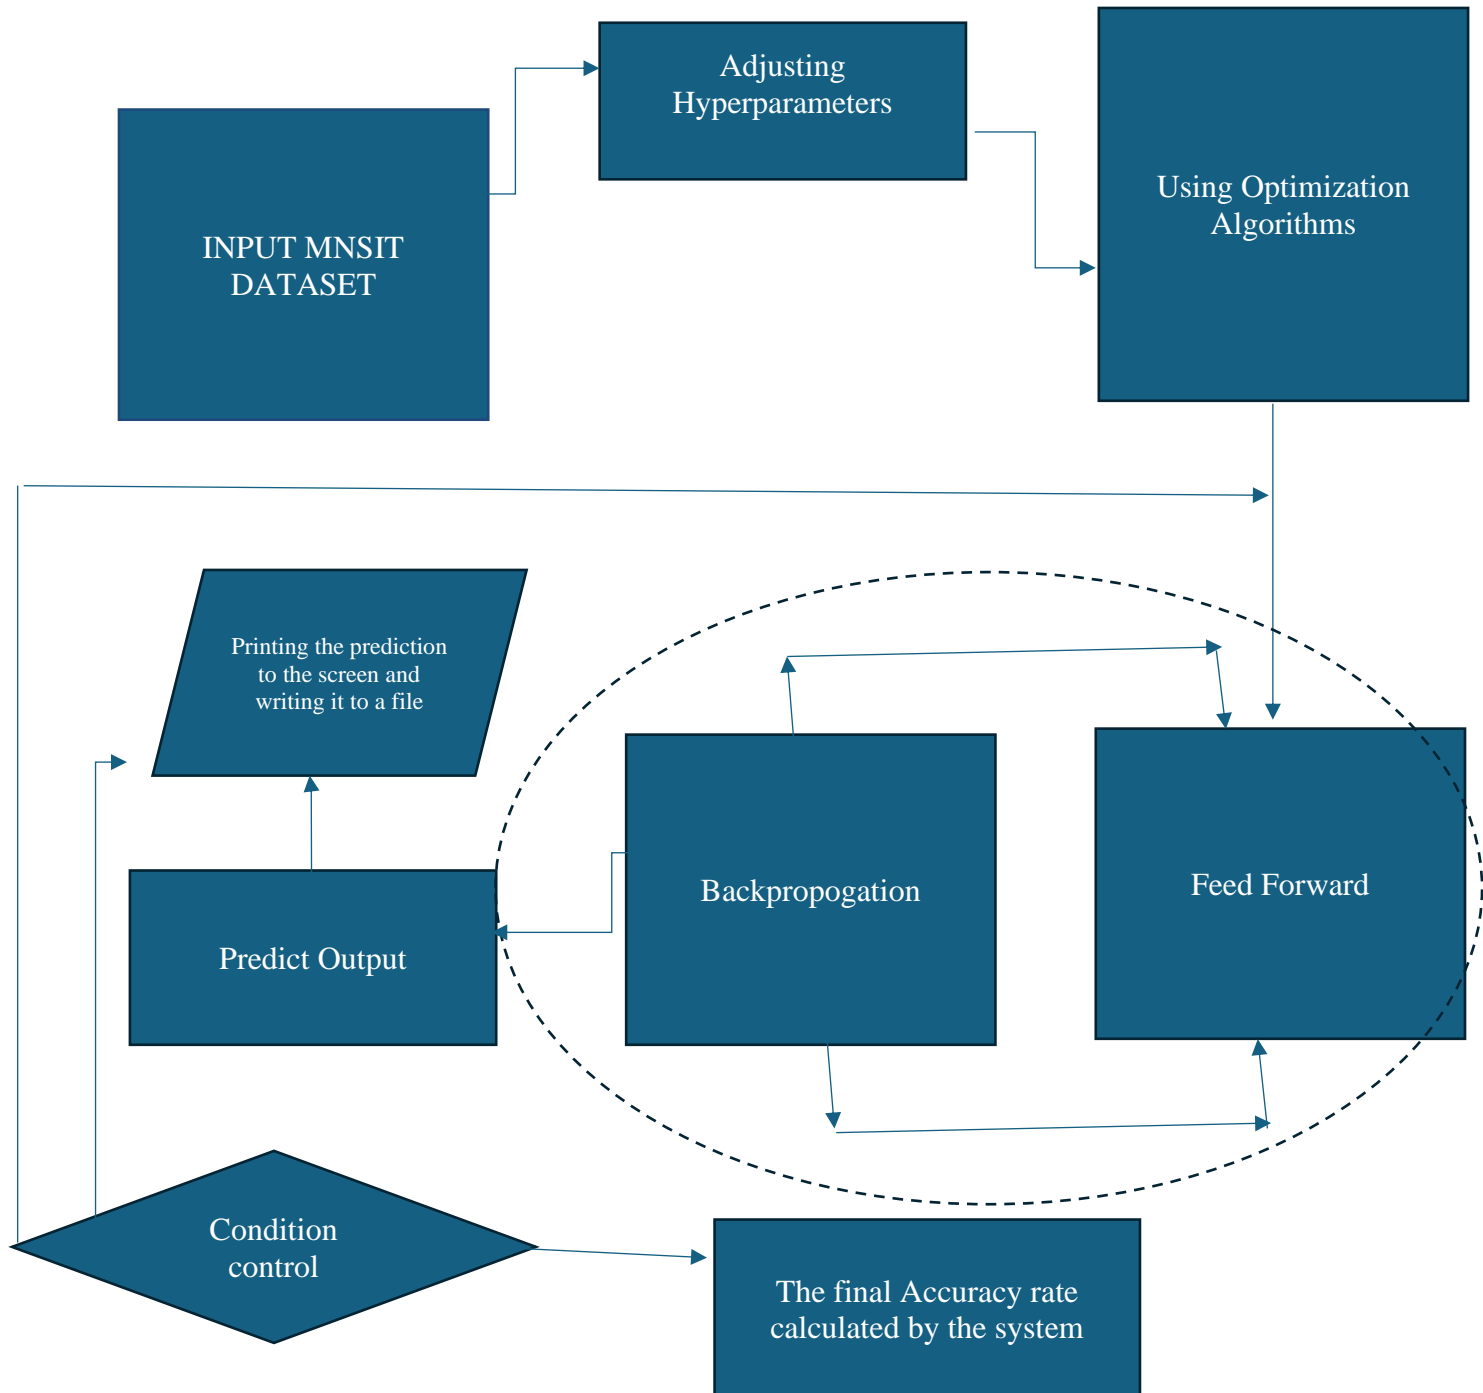 Adjusting
Hyperparameters
INPUT MNSIT
DATASET
Using Optimization
Algorithms
Printing the prediction
to the screen and
writing it to a file
Backpropogation
Feed Forward
Predict Output
Condition
control
The final Accuracy rate
calculated by the system